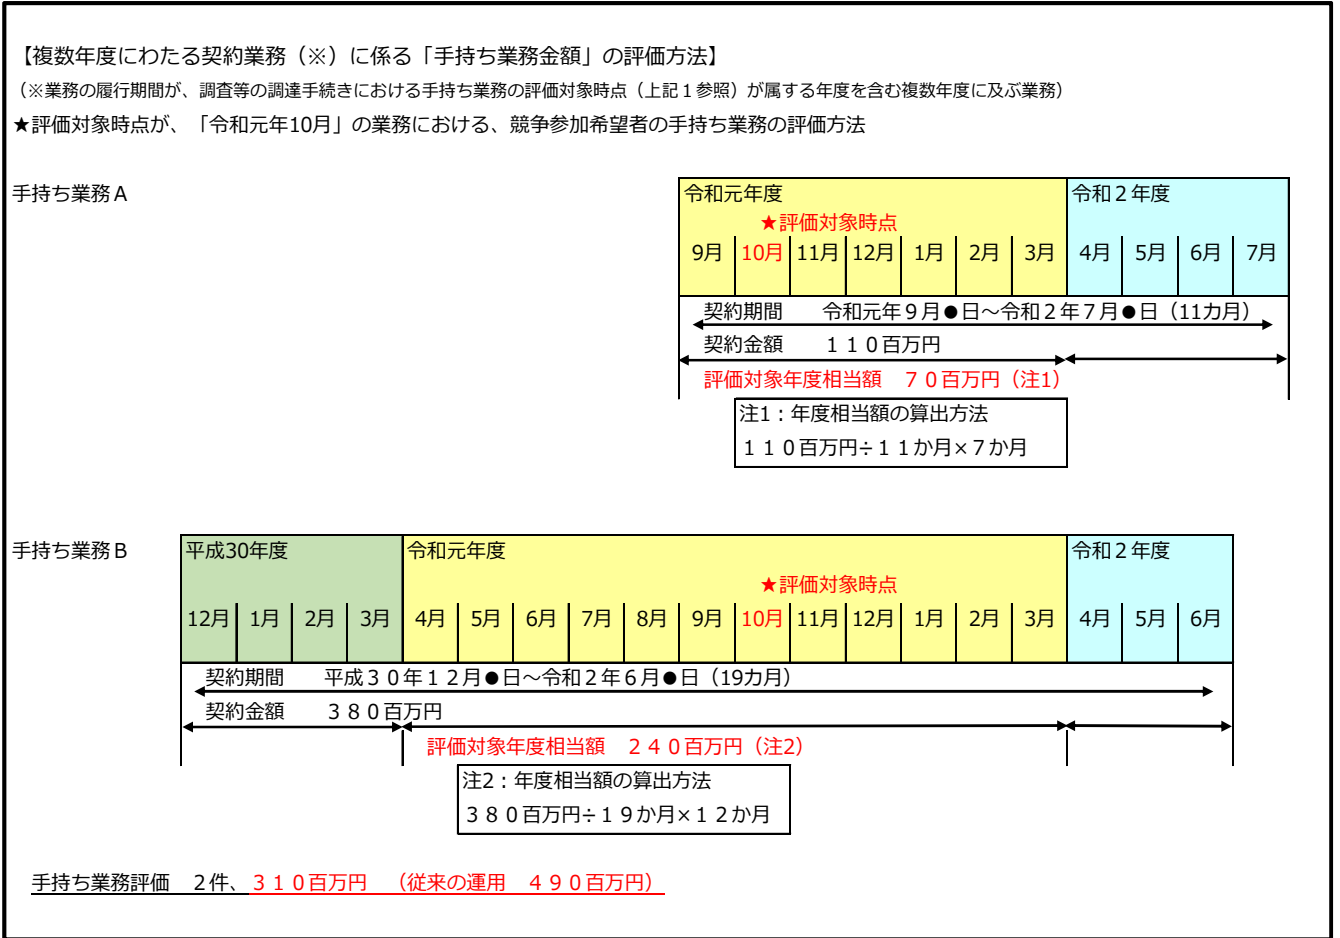 【複数年度にわたる契約業務（※）に係る「手持ち業務金額」の評価方法】
（※業務の履行期間が、調査等の調達手続きにおける手持ち業務の評価対象時点（上記１参照）が属する年度を含む複数年度に及ぶ業務）
★評価対象時点が、「令和元年10月」の業務における、競争参加希望者の手持ち業務の評価方法
手持ち業務Ａ
令和元年度 令和２年度
★評価対象時点
9月 10月 11月 12月 1月 2月 3月 4月 5月 6月 7月
契約期間　　令和元年９月●日～令和２年７月●日（11カ月）
契約金額　　１１０百万円
評価対象年度相当額　７０百万円（注1）
注1：年度相当額の算出方法
１１０百万円÷１１か月×７か月
手持ち業務Ｂ
平成30年度 令和元年度 令和２年度
★評価対象時点
12月 1月 2月 3月 4月 5月 6月 7月 8月 9月 10月 11月 12月 1月 2月 3月 4月 5月 6月
契約期間　　平成３０年１２月●日～令和２年６月●日（19カ月）
契約金額　　３８０百万円
評価対象年度相当額　２４０百万円（注2）
注2：年度相当額の算出方法
３８０百万円÷１９か月×１２か月
手持ち業務評価　２件、３１０百万円　（従来の運用　４９０百万円）